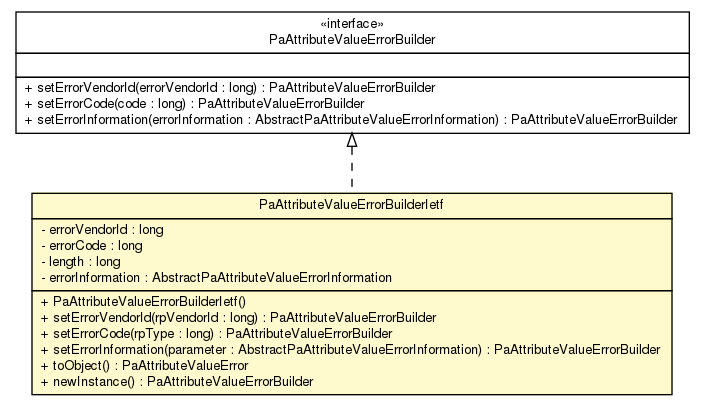 «interface»
PaAttributeValueErrorBuilder
+ setErrorVendorId(errorVendorId : long) : PaAttributeValueErrorBuilder
+ setErrorCode(code : long) : PaAttributeValueErrorBuilder
+ setErrorInformation(errorInformation : AbstractPaAttributeValueErrorInformation) : PaAttributeValueErrorBuilder
PaAttributeValueErrorBuilderIetf
- errorVendorId : long
- errorCode : long
- length : long
- errorInformation : AbstractPaAttributeValueErrorInformation
+ PaAttributeValueErrorBuilderIetf()
+ setErrorVendorId(rpVendorId : long) : PaAttributeValueErrorBuilder
+ setErrorCode(rpType : long) : PaAttributeValueErrorBuilder
+ setErrorInformation(parameter : AbstractPaAttributeValueErrorInformation) : PaAttributeValueErrorBuilder
+ toObject() : PaAttributeValueError
+ newInstance() : PaAttributeValueErrorBuilder